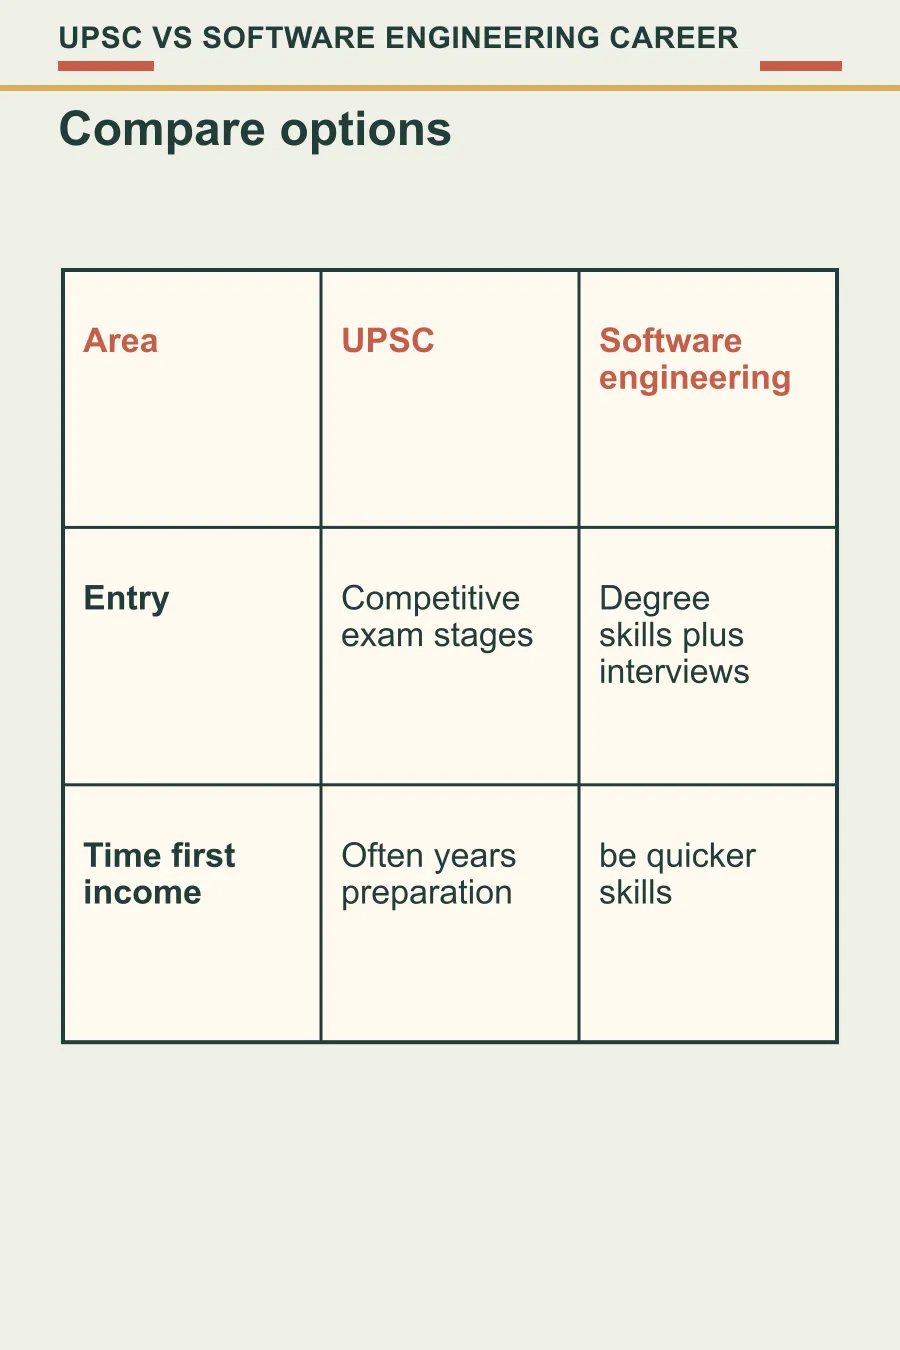 UPSC VS SOFTWARE ENGINEERING CAREER
Compare options
Area
UPSC
Software
engineering
Entry
Competitive
exam stages
Degree
skills plus
interviews
Time first
income
Often years
preparation
be quicker
skills